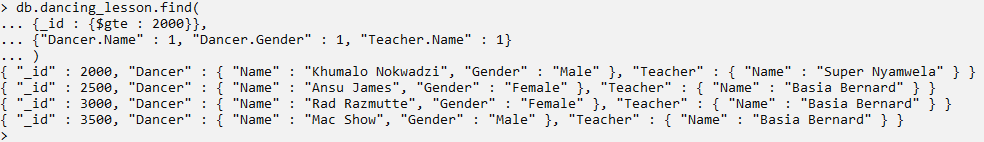 > db.dancing_lesson.find(
... {_id : {$gte : 2000}},
... {"Dancer.Name" : 1, "Dancer.Gender" : 1, "Teacher.Name" : 1}
... )
{ "_id" : 2000, "Dancer" : { "Name" : "Khumalo Nokwadzi", "Gender" : "Male" }, "Teacher" : { "Name" : "Super Nyamwela" } }
{ "_id" : 2500, "Dancer" : { "Name" : "Ansu James", "Gender" : "Female" }, "Teacher" : { "Name" : "Basia Bernard" } }
{ "_id" : 3000, "Dancer" : { "Name" : "Rad Razmutte", "Gender" : "Female" }, "Teacher" : { "Name" : "Basia Bernard" } }
{ "_id" : 3500, "Dancer" : { "Name" : "Mac Show", "Gender" : "Male" }, "Teacher" : { "Name" : "Basia Bernard" } }
>